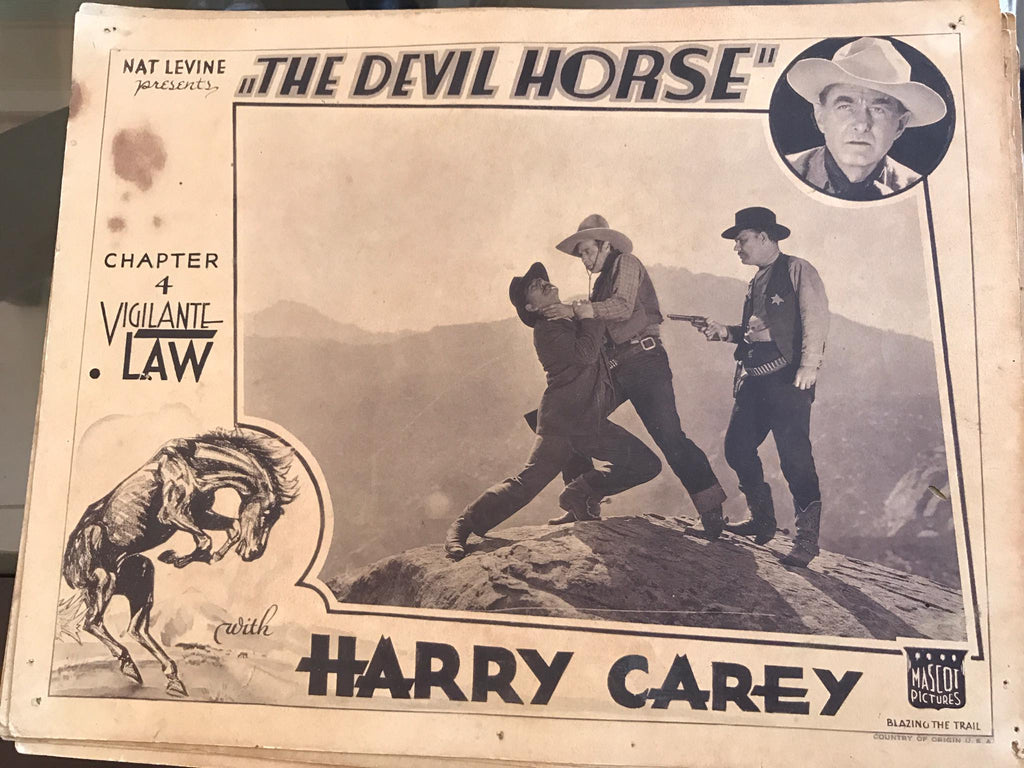 NAT LEVINE
presents
"THE DEVIL HORSE"
CHAPTER
4
VIGILANTE
LAW
with
HARRY CAREY
MASCOT
PICTURES
BLAZING THE TRAIL
COUNTRY OF ORIGIN U.S.A.